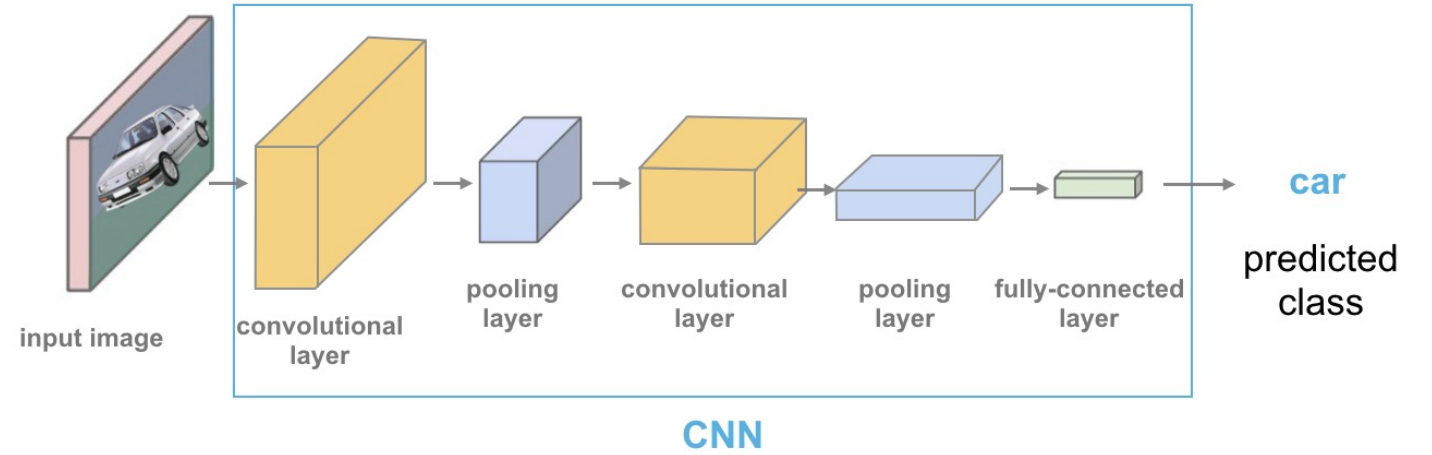 input image
convolutional
layer
pooling
layer
convolutional
layer
pooling
layer
fully-connected
layer
car
predicted
class
CNN